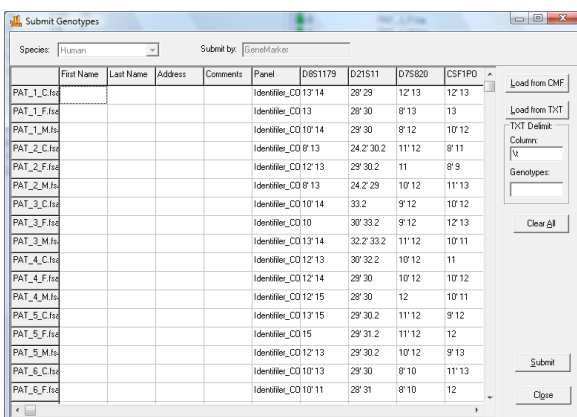 Submit Genotypes
Species: Human Submit by: GeneMarker
First Name Last Name Address Comments Panel D8S1179 D21S11 D7S820 CSF1PO
PAT_1_C.fsa Identifiler_CO 13' 14 28' 29 12' 13 12' 13
PAT_1_F.fsa Identifiler_CO 13 28' 30 8' 13 13
PAT_1_M.fs Identifiler_CO 10' 14 29' 30 8' 12 10' 12
PAT_2_C.fsa Identifiler_CO 8' 13 24.2' 30.2 11' 12 8' 11
PAT_2_F.fsa Identifiler_CO 12' 13 29' 30.2 11 8' 9
PAT_2_M.fs Identifiler_CO 8' 13 24.2' 29 10' 12 11' 13
PAT_3_C.fsa Identifiler_CO 10' 14 33.2 9' 12 10' 12
PAT_3_F.fsa Identifiler_CO 10 30' 33.2 9' 12 12' 13
PAT_3_M.fs Identifiler_CO 13' 14 32.2' 33.2 11' 12 10' 11
PAT_4_C.fsa Identifiler_CO 12' 13 30' 32.2 10' 12 11
PAT_4_F.fsa Identifiler_CO 12' 14 29' 30 10' 12 10' 12
PAT_4_M.fs Identifiler_CO 12' 15 28' 30 12 10' 11
PAT_5_C.fsa Identifiler_CO 13' 15 29' 30.2 11' 12 9' 12
PAT_5_F.fsa Identifiler_CO 15 29' 31.2 11' 12 12
PAT_5_M.fs Identifiler_CO 12' 13 29' 30.2 10' 12 9' 13
PAT_6_C.fsa Identifiler_CO 10' 13 29' 30 8' 10 11' 13
PAT_6_F.fsa Identifiler_CO 10' 11 28' 31 8' 10 12
Load from CMF
Load from TXT
TXT Delimit:
Column:
\t
Genotypes:
Clear All
Submit
Close